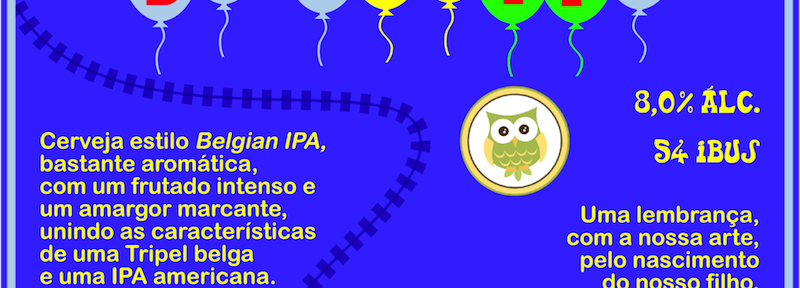 Cerveja estilo Belgian IPA,
bastante aromática,
com um frutado intenso e
um amargor marcante,
unindo as características
de uma Tripel belga
e uma IPA americana.
8,0% ÁLC.
54 iBUS
Uma lembrança,
com a nossa arte,
pelo nascimento
do nosso filho.